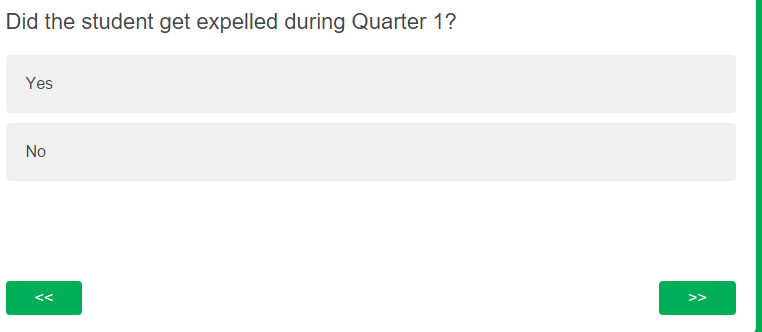 Did the student get expelled during Quarter 1?
Yes
No
<< >>